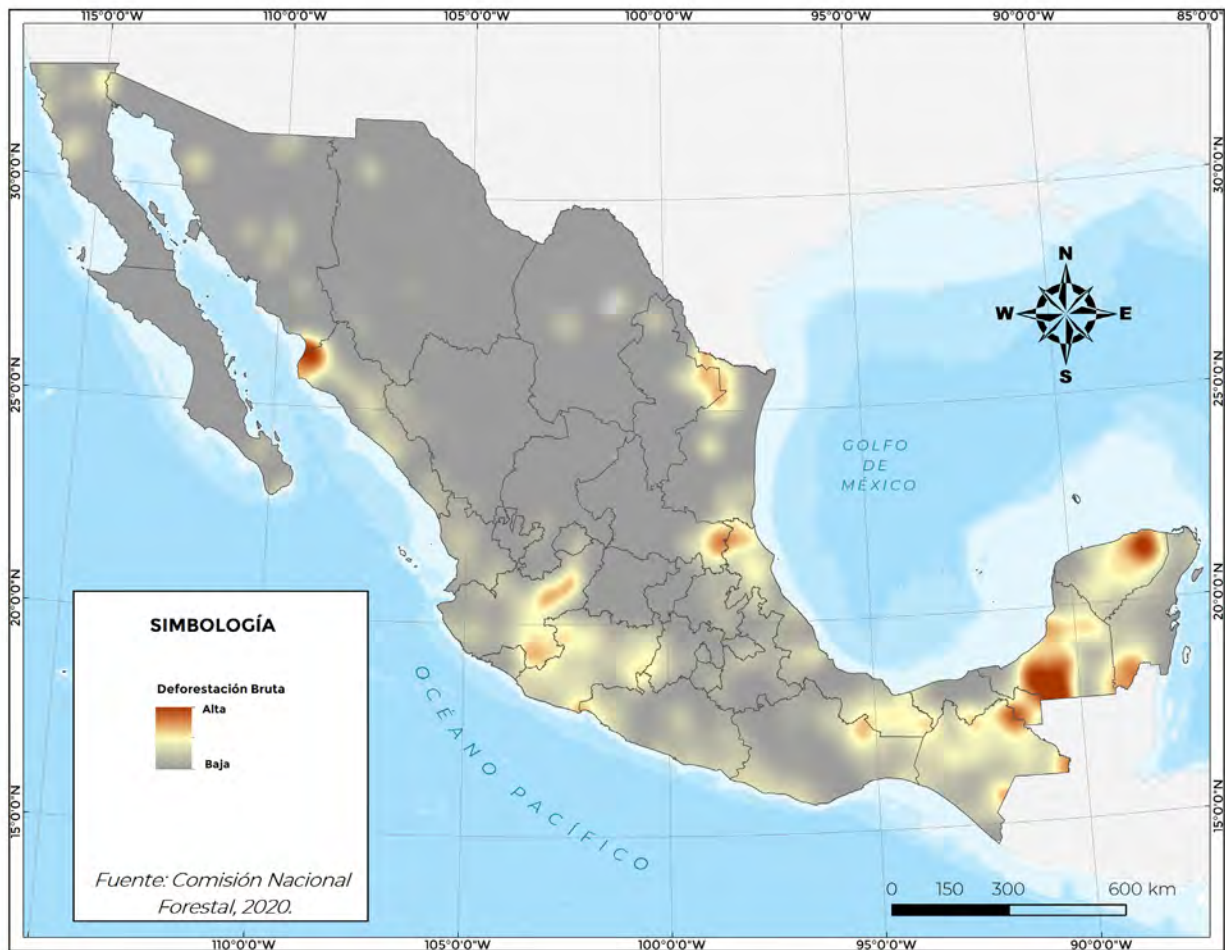 115°0'0"W
110°0'0"W
105°0'0"W
100°0'0"W
95°0'0"W
90°0'0"W
85°0'0"W
30°0'0"N
30°0'0"N
N
W
E
S
25°0'0"N
25°0'0"N
GOLFO
DE
MÉXICO
20°0'0"N
20°0'0"N
SIMBOLOGÍA
Deforestación Bruta
Alta
Baja
OCÉANO PACÍFICO
15°0'0"N
15°0'0"N
Fuente: Comisión Nacional
Forestal, 2020.
0 150 300 600 km
110°0'0"W
105°0'0"W
100°0'0"W
95°0'0"W
90°0'0"W